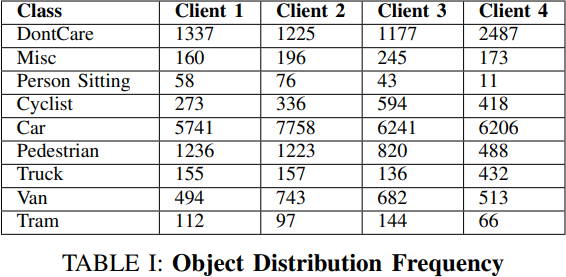 Class Client 1 Client 2 Client 3 Client 4
DontCare 1337 1225 1177 2487
Misc 160 196 245 173
Person Sitting 58 76 43 11
Cyclist 273 336 594 418
Car 5741 7758 6241 6206
Pedestrian 1236 1223 820 488
Truck 155 157 136 432
Van 494 743 682 513
Tram 112 97 144 66
TABLE I: Object Distribution Frequency